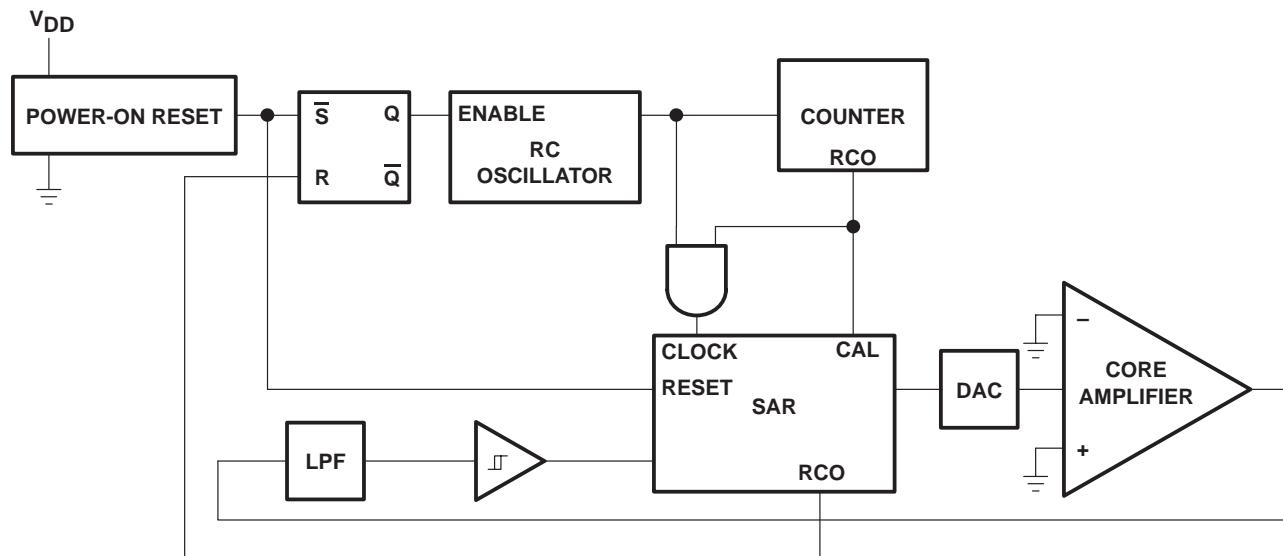 VDD
POWER-ON RESET
S̅
Q
R
Q̅
ENABLE
RC
OSCILLATOR
COUNTER
RCO
CLOCK
CAL
RESET
SAR
RCO
DAC
–
CORE
AMPLIFIER
+
LPF